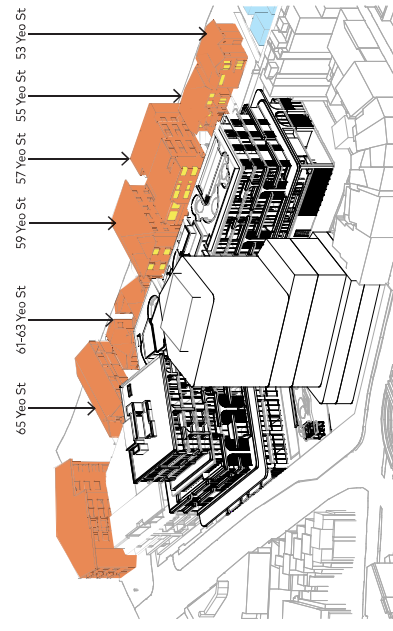 53 Yeo St
55 Yeo St
57 Yeo St
59 Yeo St
61-63 Yeo St
65 Yeo St